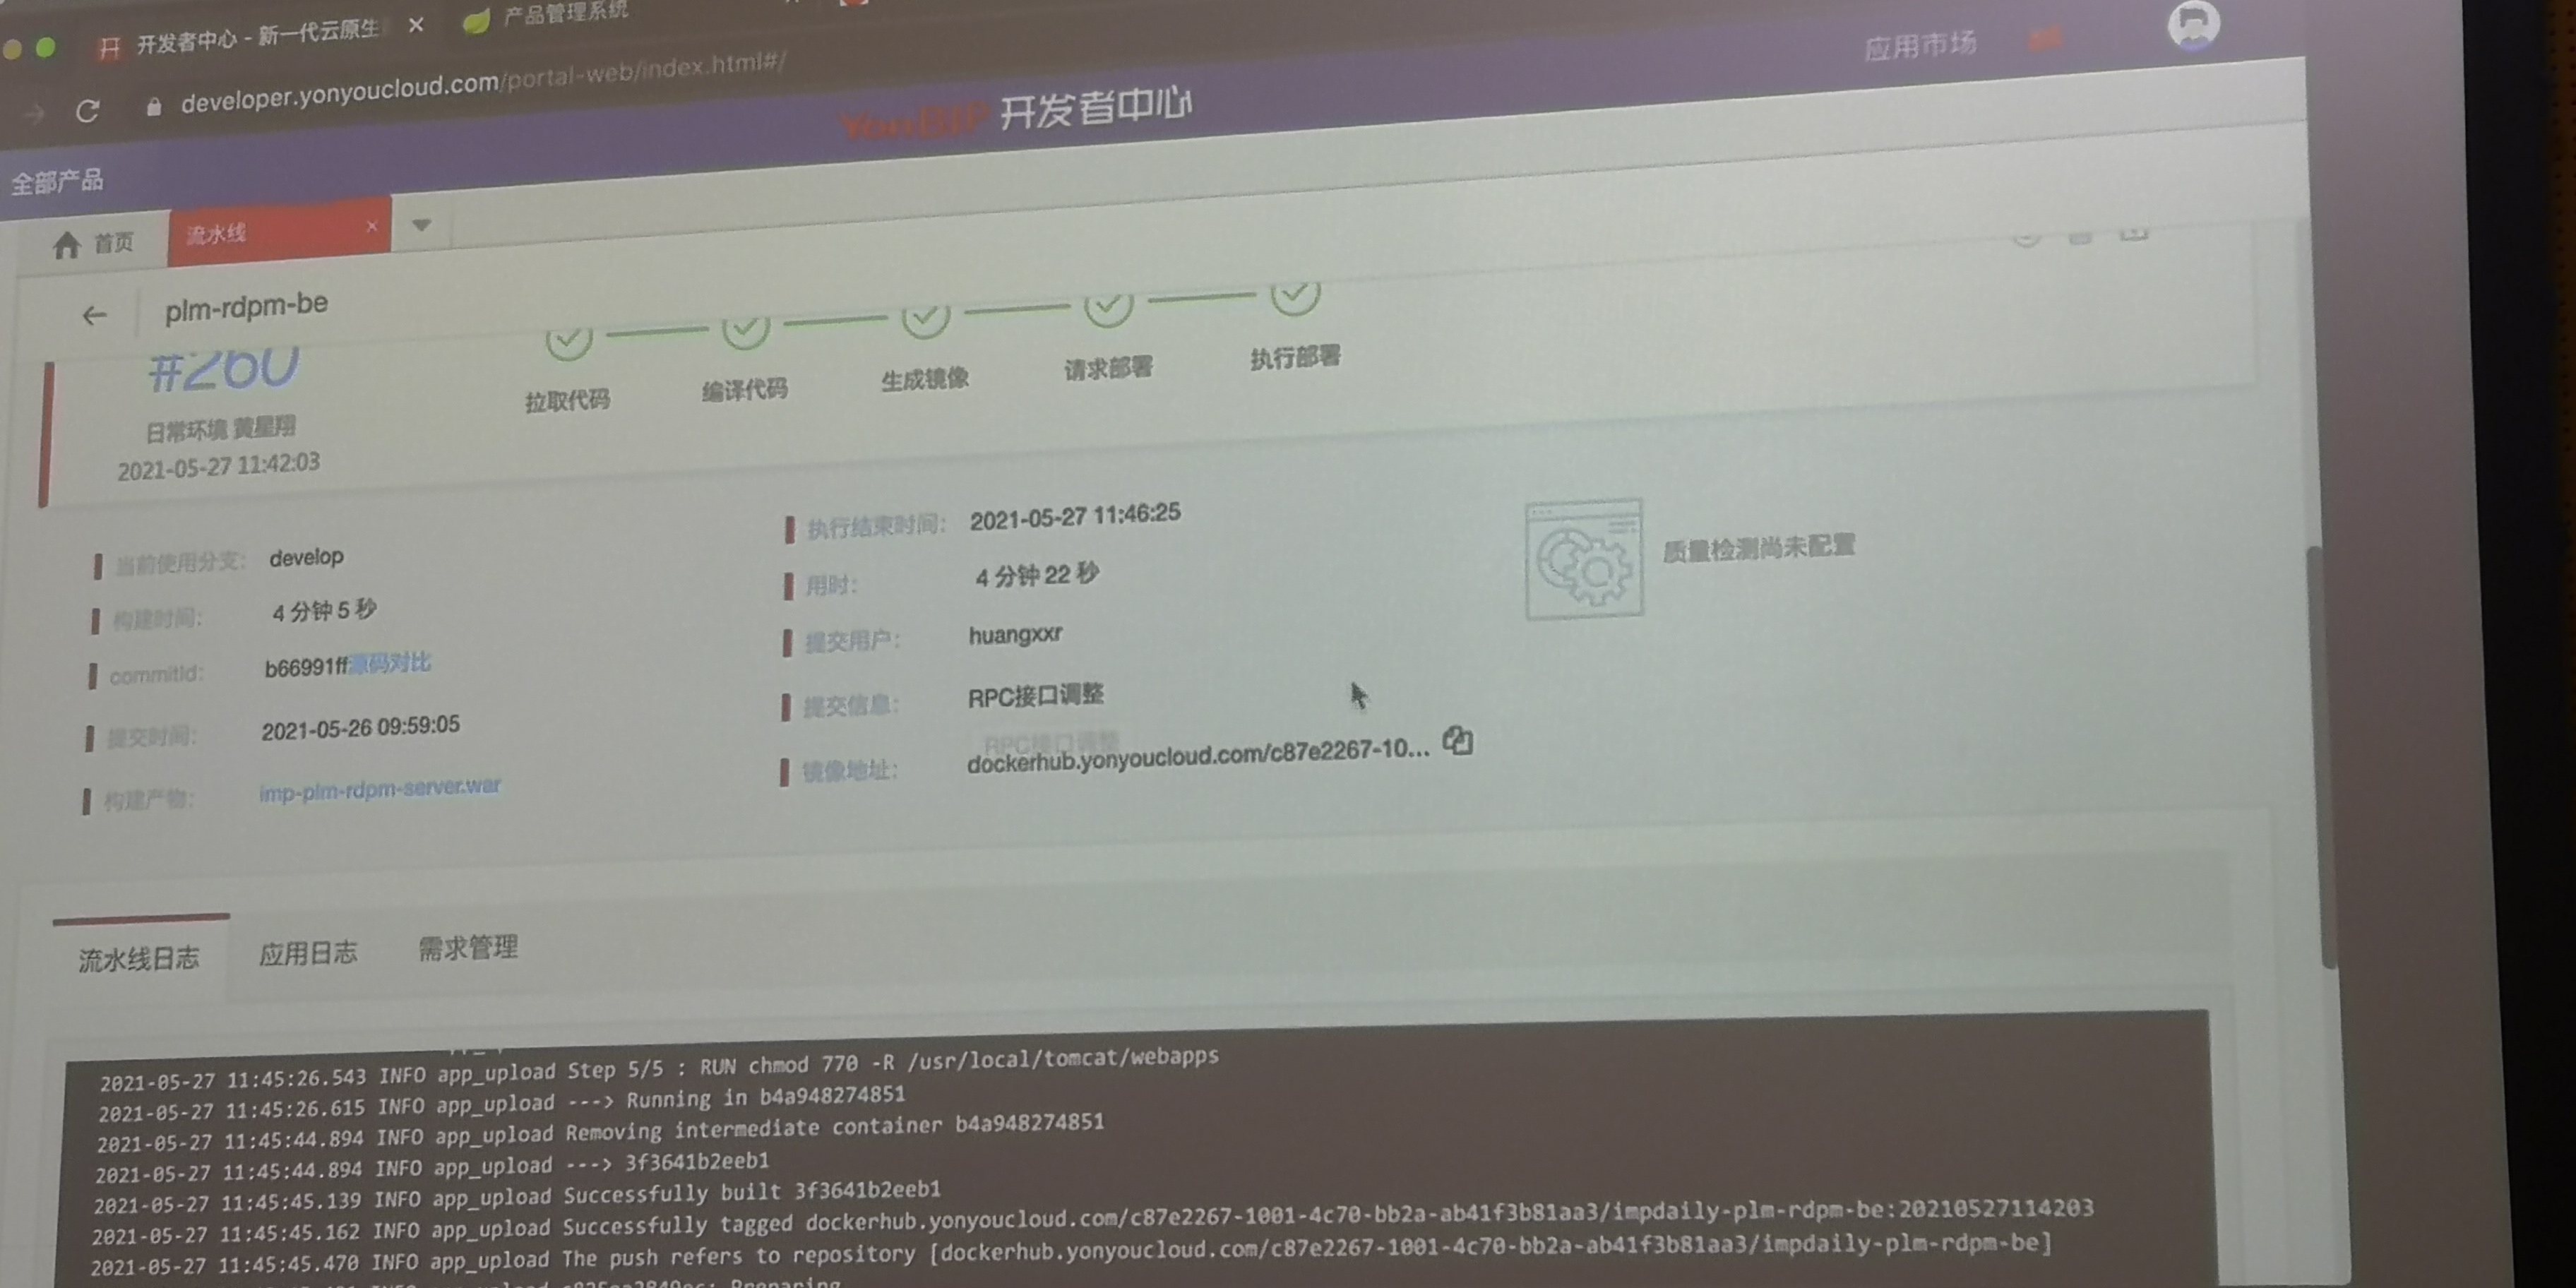 开发者中心 - 新一代云原生
产品管理系统
developer.yonyoucloud.com/portal-web/index.html#/
YonBIP 开发者中心
应用市场
全部产品
首页
流水线
plm-rdpm-be
#260
拉取代码
编译代码
生成镜像
请求部署
执行部署
日常环境 黄星翔
2021-05-27 11:42:03
当前使用分支: develop
构建时间: 4 分钟 5 秒
commitId: b66991ff源码对比
提交时间: 2021-05-26 09:59:05
构建产物: imp-plm-rdpm-server.war
执行结束时间: 2021-05-27 11:46:25
用时: 4 分钟 22 秒
提交用户: huangxxr
提交信息: RPC接口调整
RPC接口调整
镜像地址: dockerhub.yonyoucloud.com/c87e2267-10...
质量检测尚未配置
流水线日志
应用日志
需求管理
2021-05-27 11:45:26.543 INFO app_upload Step 5/5 : RUN chmod 770 -R /usr/local/tomcat/webapps
2021-05-27 11:45:26.615 INFO app_upload ---> Running in b4a948274851
2021-05-27 11:45:44.894 INFO app_upload Removing intermediate container b4a948274851
2021-05-27 11:45:44.894 INFO app_upload ---> 3f3641b2eeb1
2021-05-27 11:45:45.139 INFO app_upload Successfully built 3f3641b2eeb1
2021-05-27 11:45:45.162 INFO app_upload Successfully tagged dockerhub.yonyoucloud.com/c87e2267-1001-4c70-bb2a-ab41f3b81aa3/impdaily-plm-rdpm-be:20210527114203
2021-05-27 11:45:45.470 INFO app_upload The push refers to repository [dockerhub.yonyoucloud.com/c87e2267-1001-4c70-bb2a-ab41f3b81aa3/impdaily-plm-rdpm-be]